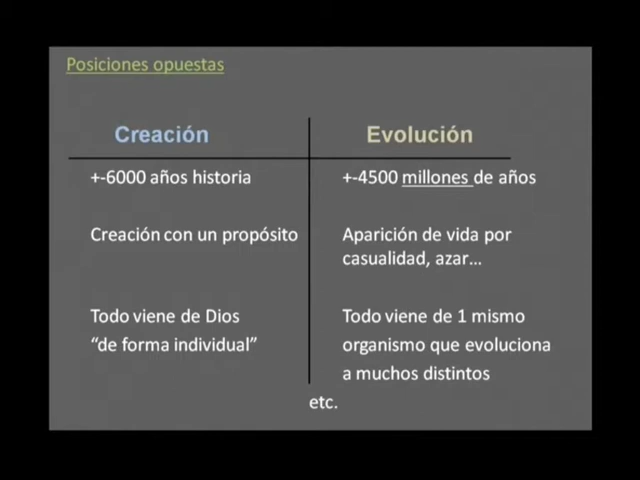 Posiciones opuestas
Creación
Evolución
+-6000 años historia
+-4500 millones de años
Creación con un propósito
Aparición de vida por
casualidad, azar...
Todo viene de Dios
“de forma individual”
Todo viene de 1 mismo
organismo que evoluciona
a muchos distintos
etc.